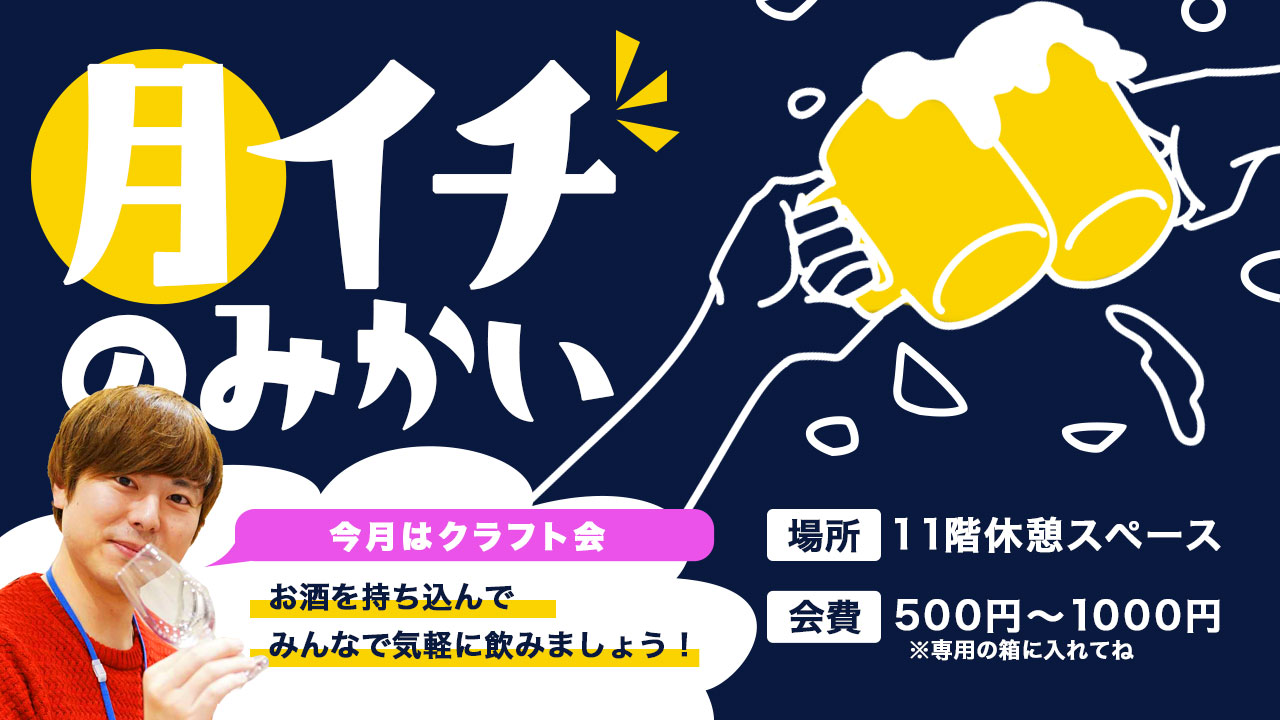 月イチ
のみかい
今月はクラフト会
お酒を持ち込んで
みんなで気軽に飲みましょう！
場所 11階休憩スペース
会費 500円〜1000円
※専用の箱に入れてね